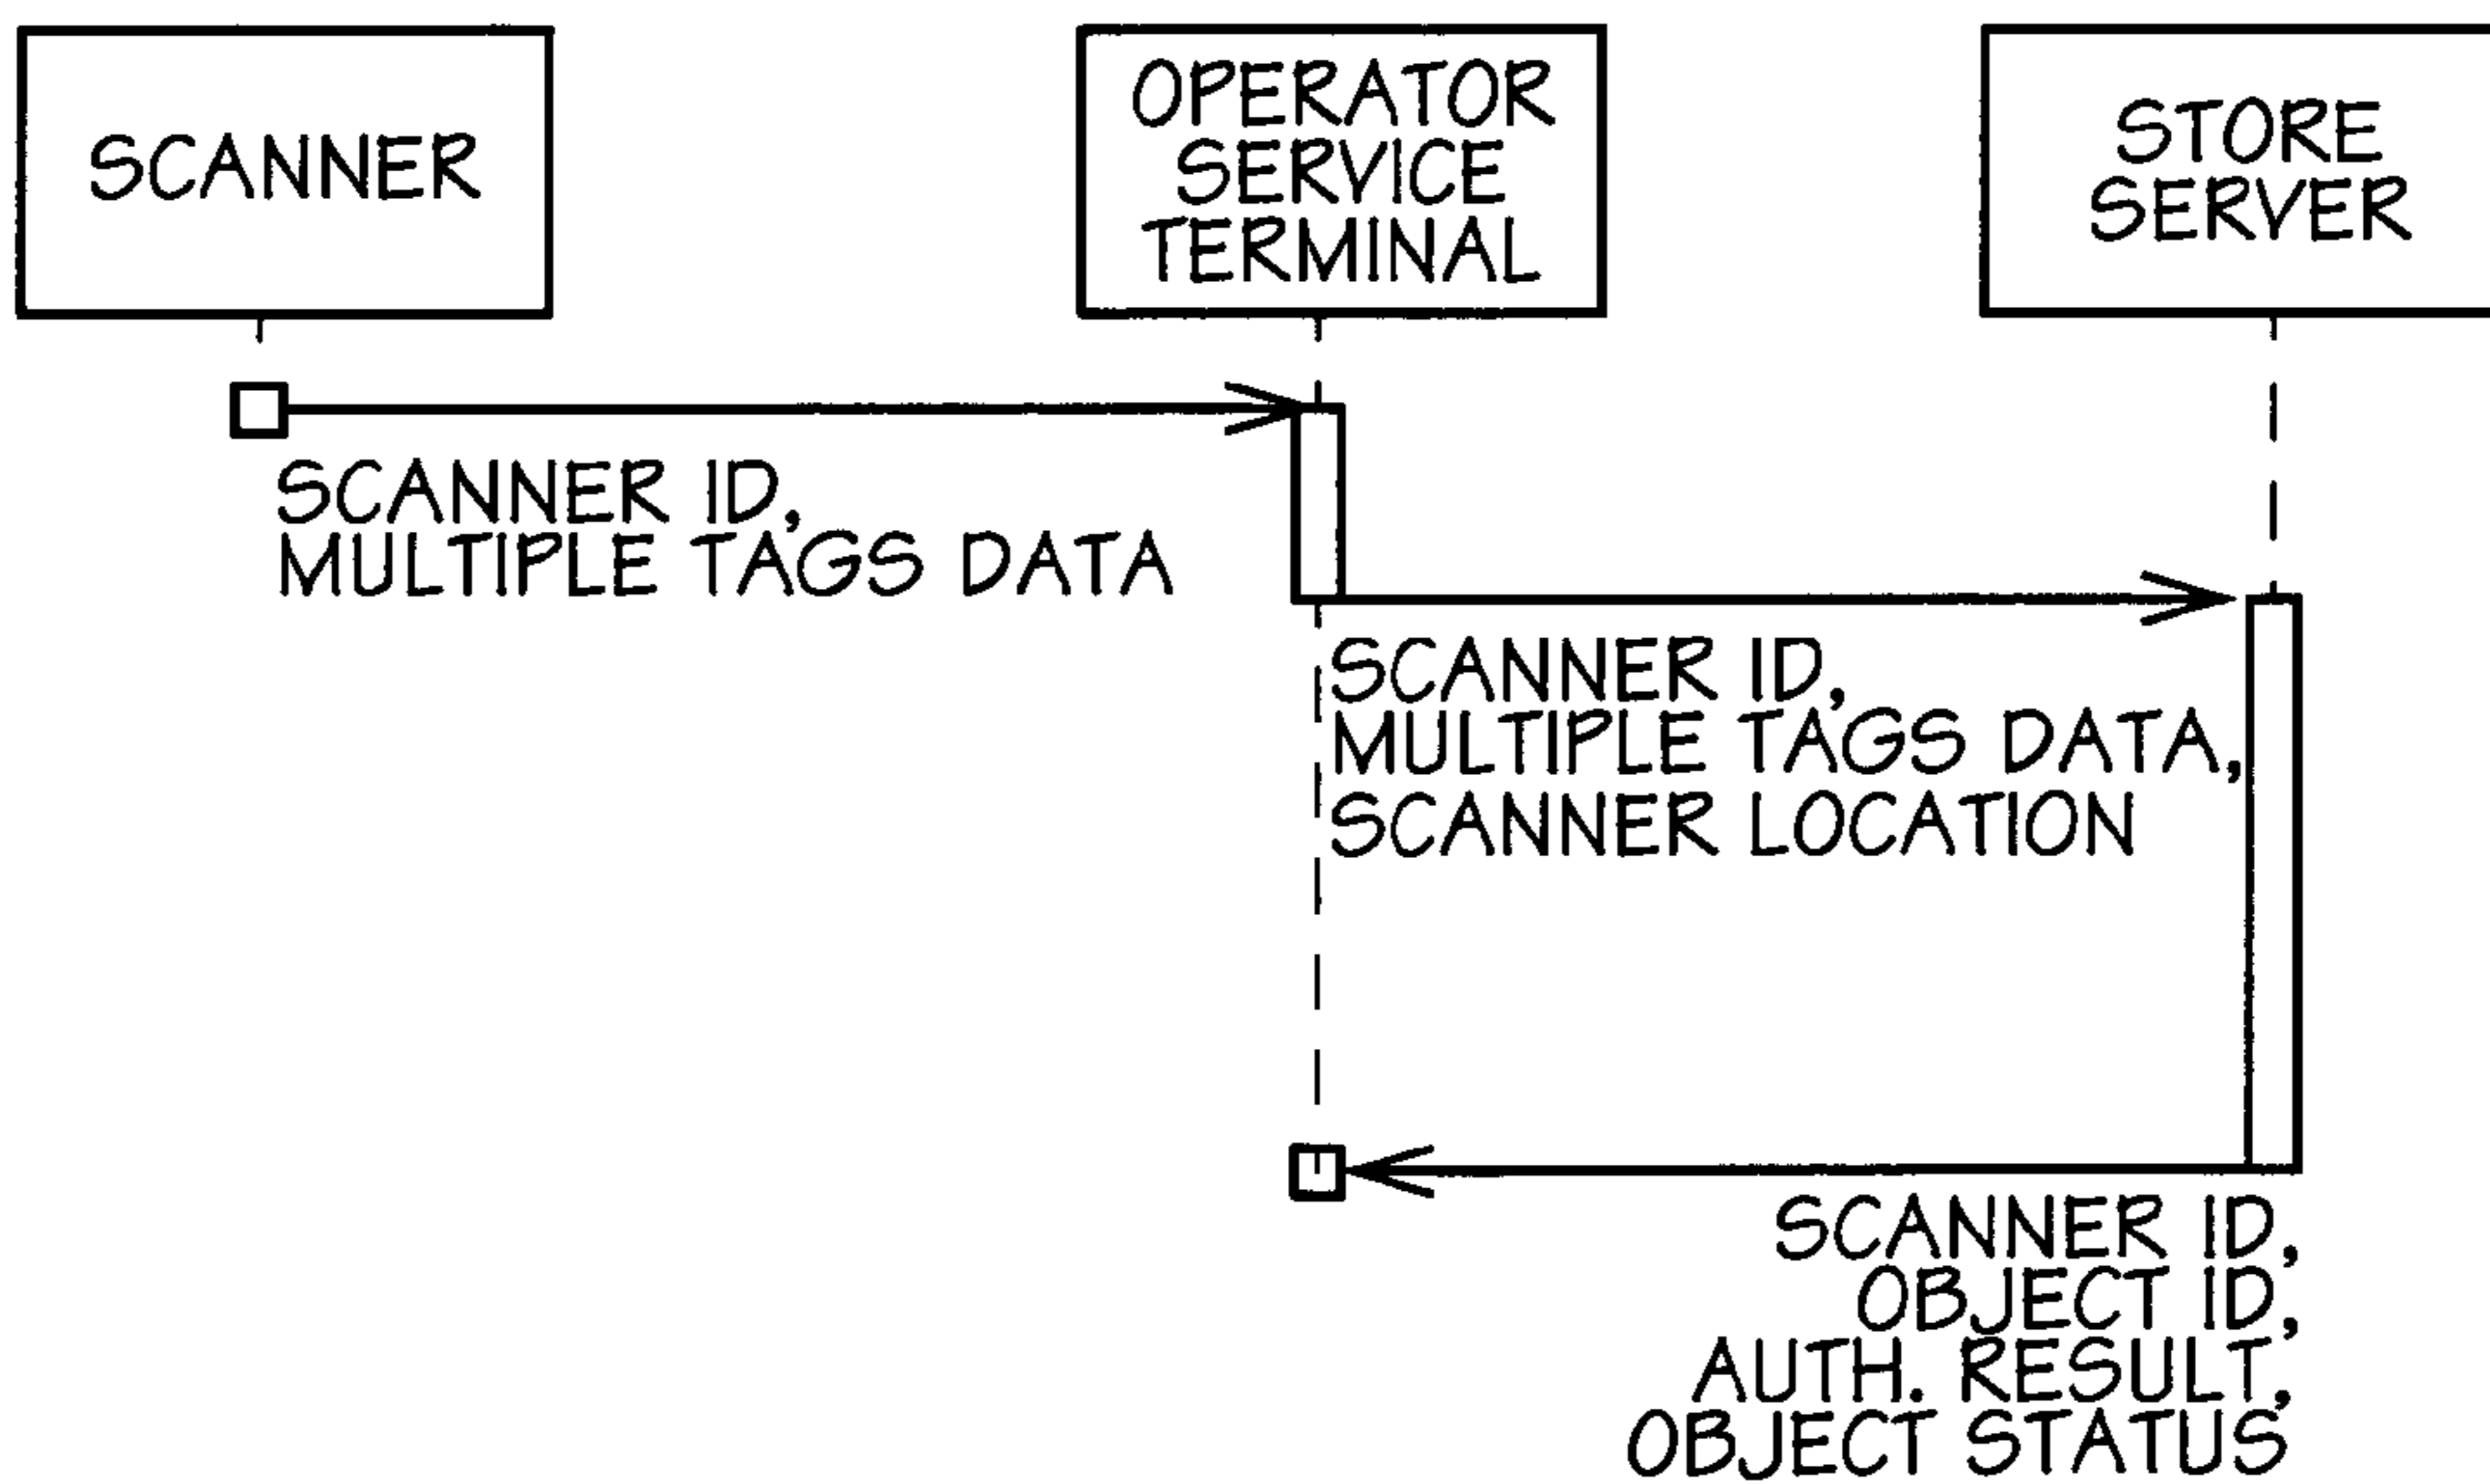 SCANNER
OPERATOR
SERVICE
TERMINAL
STORE
SERVER
SCANNER ID,
MULTIPLE TAGS DATA
SCANNER ID,
MULTIPLE TAGS DATA,
SCANNER LOCATION
SCANNER ID,
OBJECT ID,
AUTH. RESULT,
OBJECT STATUS